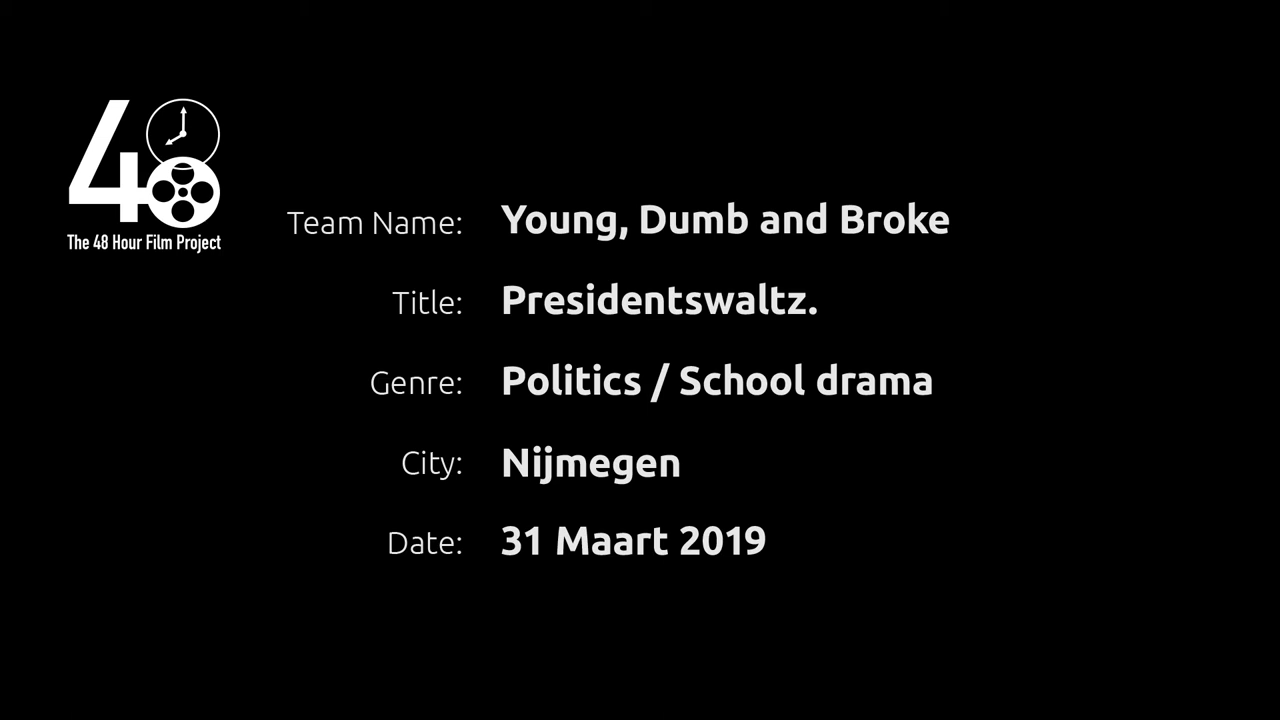 48
The 48 Hour Film Project
Team Name: Young, Dumb and Broke
Title: Presidentswaltz.
Genre: Politics / School drama
City: Nijmegen
Date: 31 Maart 2019